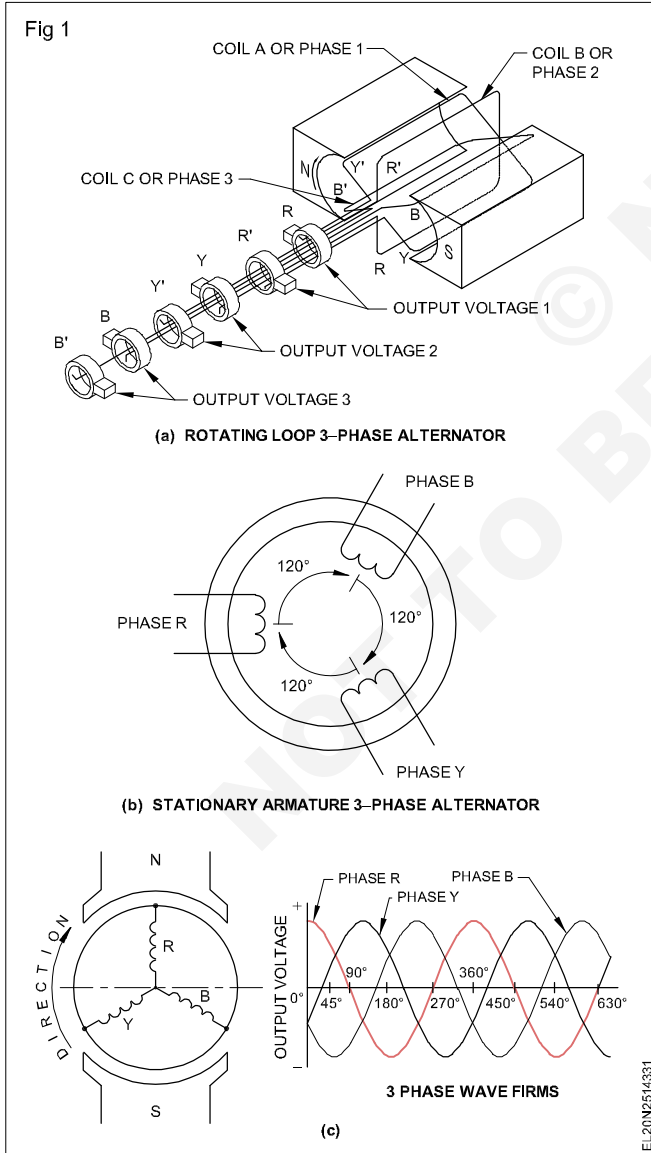 Fig 1
COIL A OR PHASE 1
COIL B OR
PHASE 2
N
Y'
R'
COIL C OR PHASE 3
B'
R
B
S
R'
R
Y
Y
Y'
OUTPUT VOLTAGE 1
B
OUTPUT VOLTAGE 2
B'
OUTPUT VOLTAGE 3
(a) ROTATING LOOP 3–PHASE ALTERNATOR
PHASE B
120°
PHASE R
120°
120°
PHASE Y
(b) STATIONARY ARMATURE 3–PHASE ALTERNATOR
N
DIRECTION
R
Y
B
S
PHASE R
PHASE Y
PHASE B
OUTPUT VOLTAGE
+
–
0°
45°
90°
180°
270°
360°
450°
540°
630°
3 PHASE WAVE FIRMS
(c)
EL20N2514331
© N
NOT TO BE